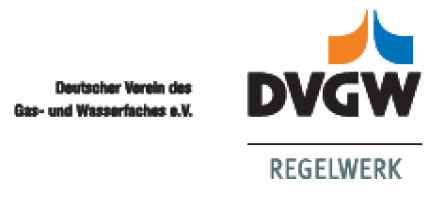 Deutscher Verein des
Gas- und Wasserfaches e.V.
DVGW
REGELWERK